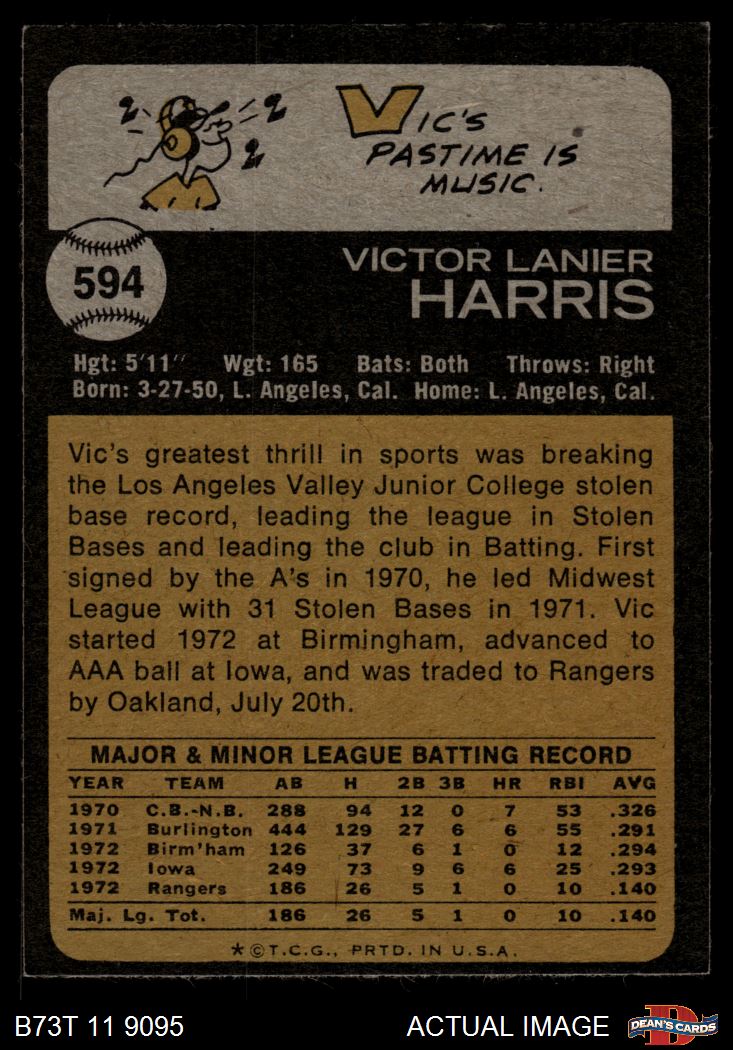 VIC'S
PASTIME IS
MUSIC.
594
VICTOR LANIER
HARRIS
Hgt: 5'11" Wgt: 165 Bats: Both Throws: Right
Born: 3-27-50, L. Angeles, Cal. Home: L. Angeles, Cal.
Vic's greatest thrill in sports was breaking
the Los Angeles Valley Junior College stolen
base record, leading the league in Stolen
Bases and leading the club in Batting. First
signed by the A's in 1970, he led Midwest
League with 31 Stolen Bases in 1971. Vic
started 1972 at Birmingham, advanced to
AAA ball at Iowa, and was traded to Rangers
by Oakland, July 20th.
MAJOR & MINOR LEAGUE BATTING RECORD
YEAR TEAM AB H 2B 3B HR RBI AVG
1970 C.B.-N.B. 288 94 12 0 7 53 .326
1971 Burlington 444 129 27 6 6 55 .291
1972 Birm'ham 126 37 6 1 0 12 .294
1972 Iowa 249 73 9 6 6 25 .293
1972 Rangers 186 26 5 1 0 10 .140
Maj. Lg. Tot. 186 26 5 1 0 10 .140
★©T.C.G., PRTD. IN U.S.A.
B73T 11 9095 ACTUAL IMAGE D DEAN'S CARDS